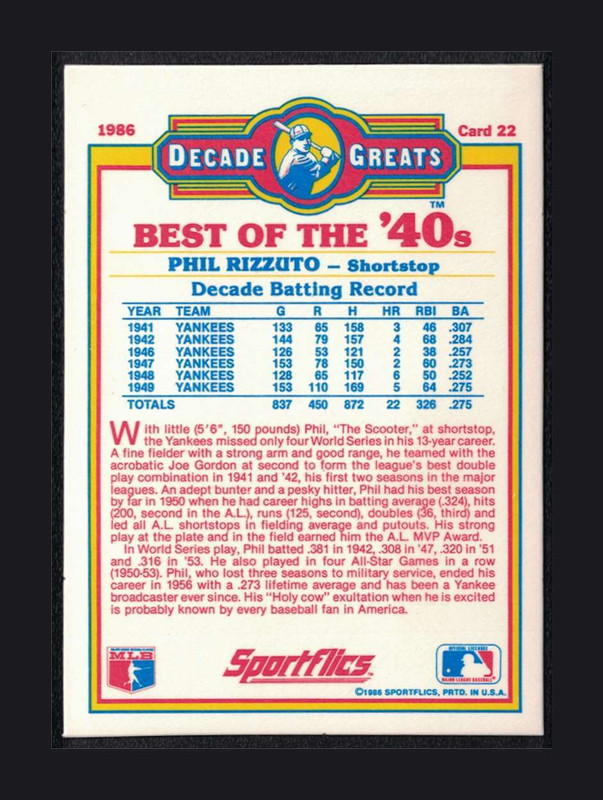 1986
Card 22
DECADE GREATS
TM
BEST OF THE '40s
PHIL RIZZUTO – Shortstop
Decade Batting Record
YEAR TEAM G R H HR RBI BA
1941 YANKEES 133 65 158 3 46 .307
1942 YANKEES 144 79 157 4 68 .284
1946 YANKEES 126 53 121 2 38 .257
1947 YANKEES 153 78 150 2 60 .273
1948 YANKEES 128 65 117 6 50 .252
1949 YANKEES 153 110 169 5 64 .275
TOTALS 837 450 872 22 326 .275
With little (5'6", 150 pounds) Phil, "The Scooter," at shortstop,
the Yankees missed only four World Series in his 13-year career.
A fine fielder with a strong arm and good range, he teamed with the
acrobatic Joe Gordon at second to form the league's best double
play combination in 1941 and '42, his first two seasons in the major
leagues. An adept bunter and a pesky hitter, Phil had his best season
by far in 1950 when he had career highs in batting average (.324), hits
(200, second in the A.L.), runs (125, second), doubles (36, third) and
led all A.L. shortstops in fielding average and putouts. His strong
play at the plate and in the field earned him the A.L. MVP Award.
In World Series play, Phil batted .381 in 1942, .308 in '47, .320 in '51
and .316 in '53. He also played in four All-Star Games in a row
(1950-53). Phil, who lost three seasons to military service, ended his
career in 1956 with a .273 lifetime average and has been a Yankee
broadcaster ever since. His "Holy cow" exultation when he is excited
is probably known by every baseball fan in America.
MLB
Sportflics™
OFFICIAL LICENSEE
MAJOR LEAGUE BASEBALL
©1986 SPORTFLICS, PRTD. IN U.S.A.